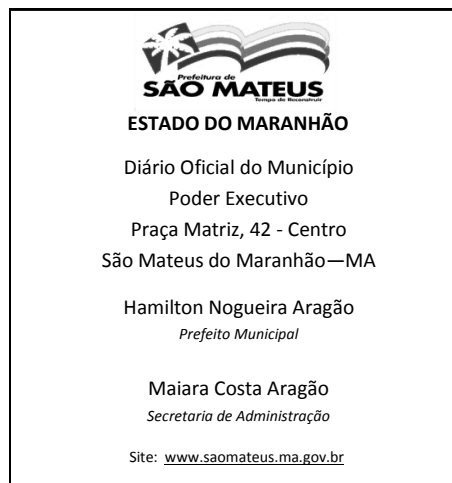 Prefeitura de
SÃO MATEUS
Tempo de Reconstruir
ESTADO DO MARANHÃO
Diário Oficial do Município
Poder Executivo
Praça Matriz, 42 - Centro
São Mateus do Maranhão—MA
Hamilton Nogueira Aragão
Prefeito Municipal
Maiara Costa Aragão
Secretaria de Administração
Site: www.saomateus.ma.gov.br